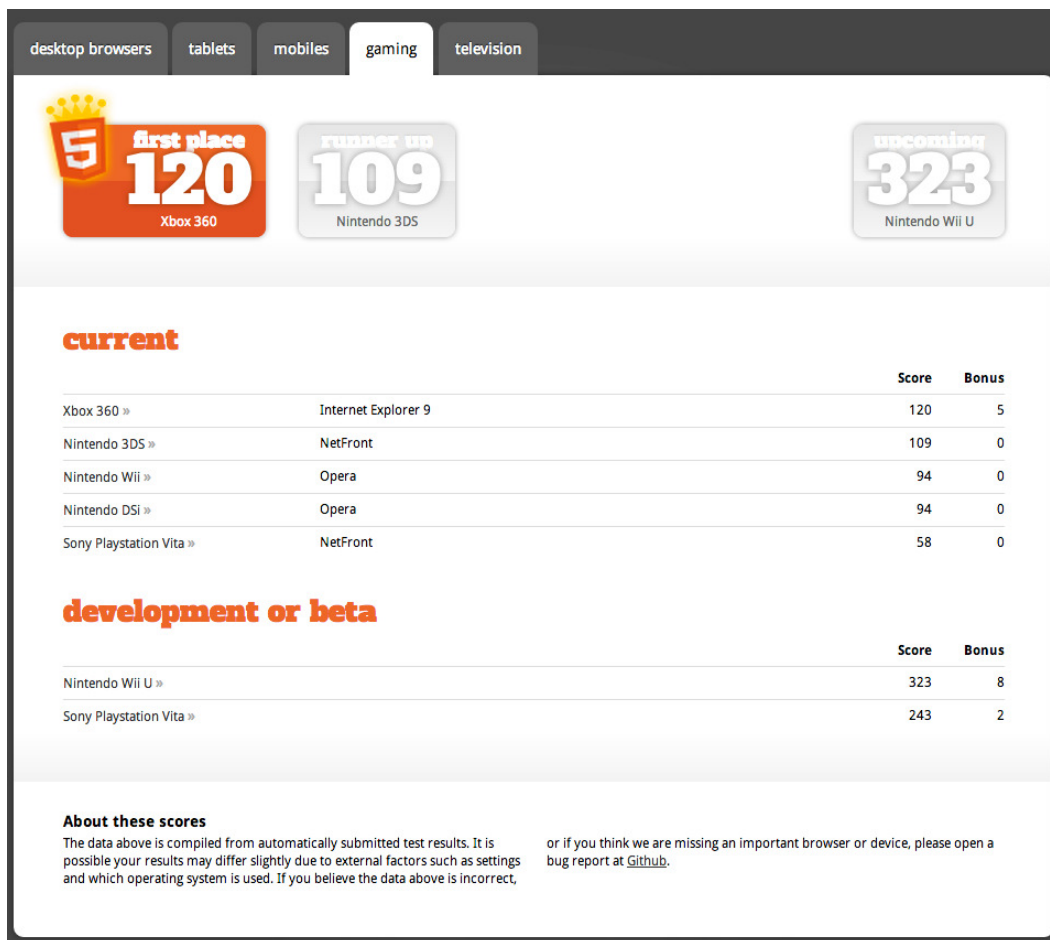 desktop browsers tablets mobiles gaming television
5
first place
120
Xbox 360
runner up
109
Nintendo 3DS
upcoming
323
Nintendo Wii U
current
Score Bonus
Xbox 360 » Internet Explorer 9 120 5
Nintendo 3DS » NetFront 109 0
Nintendo Wii » Opera 94 0
Nintendo DSi » Opera 94 0
Sony Playstation Vita » NetFront 58 0
development or beta
Score Bonus
Nintendo Wii U » 323 8
Sony Playstation Vita » 243 2
About these scores
The data above is compiled from automatically submitted test results. It is
possible your results may differ slightly due to external factors such as settings
and which operating system is used. If you believe the data above is incorrect,
or if you think we are missing an important browser or device, please open a
bug report at Github.